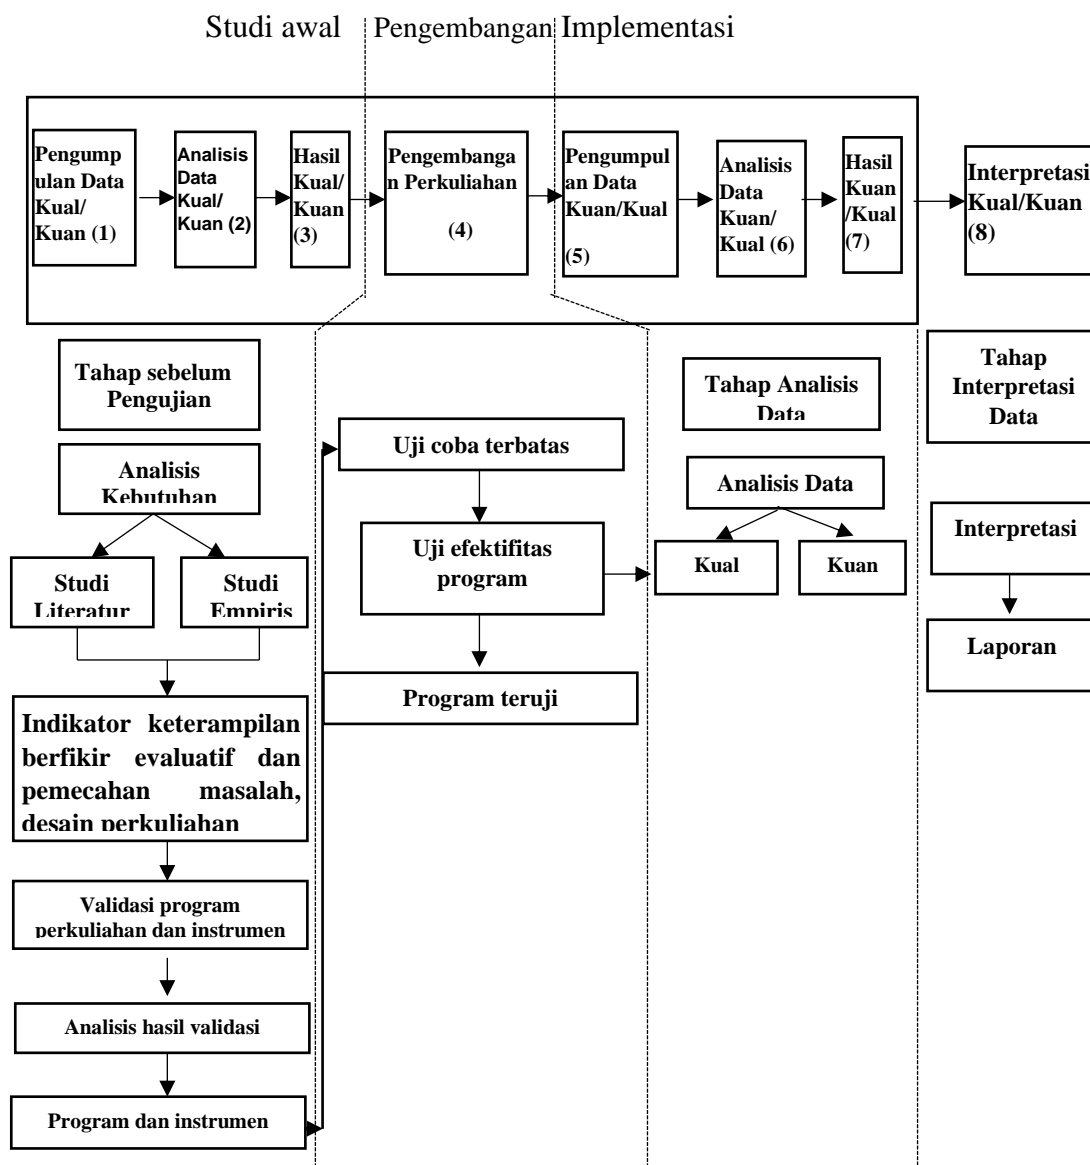 Studi awal
Pengembangan
Implementasi
Pengump
ulan Data
Kual/
Kuan (1)
Analisis
Data
Kual/
Kuan (2)
Hasil
Kual/
Kuan
(3)
Pengembanga
n Perkuliahan
(4)
Pengumpul
an Data
Kuan/Kual
(5)
Analisis
Data
Kuan/
Kual (6)
Hasil
Kuan
/Kual
(7)
Interpretasi
Kual/Kuan
(8)
Tahap sebelum
Pengujian
Analisis
Kebutuhan
Studi
Literatur
Studi
Empiris
Indikator keterampilan
berfikir evaluatif dan
pemecahan masalah,
desain perkuliahan
Validasi program
perkuliahan dan instrumen
Analisis hasil validasi
Program dan instrumen
Uji coba terbatas
Uji efektifitas
program
Program teruji
Tahap Analisis
Data
Analisis Data
Kual
Kuan
Tahap
Interpretasi
Data
Interpretasi
Laporan